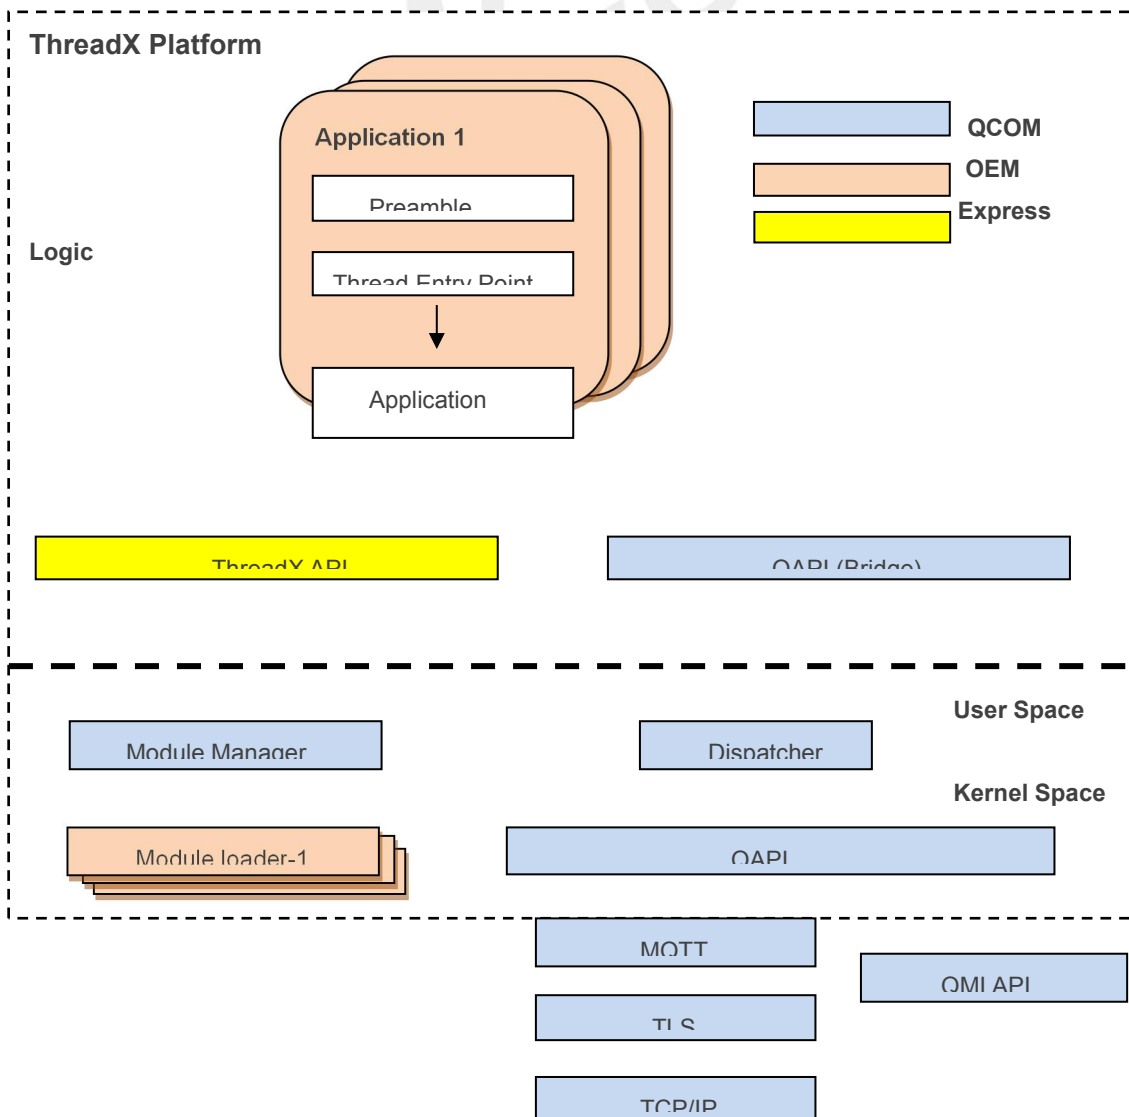 ThreadX Platform
Application 1
QCOM
OEM
Preamble
Express
Logic
Thread Entry Point
Application
ThreadX API
QAPI (Bridge)
User Space
Module Manager
Dispatcher
Kernel Space
Module loader-1
QAPI
MQTT
QMI API
TLS
TCP/IP